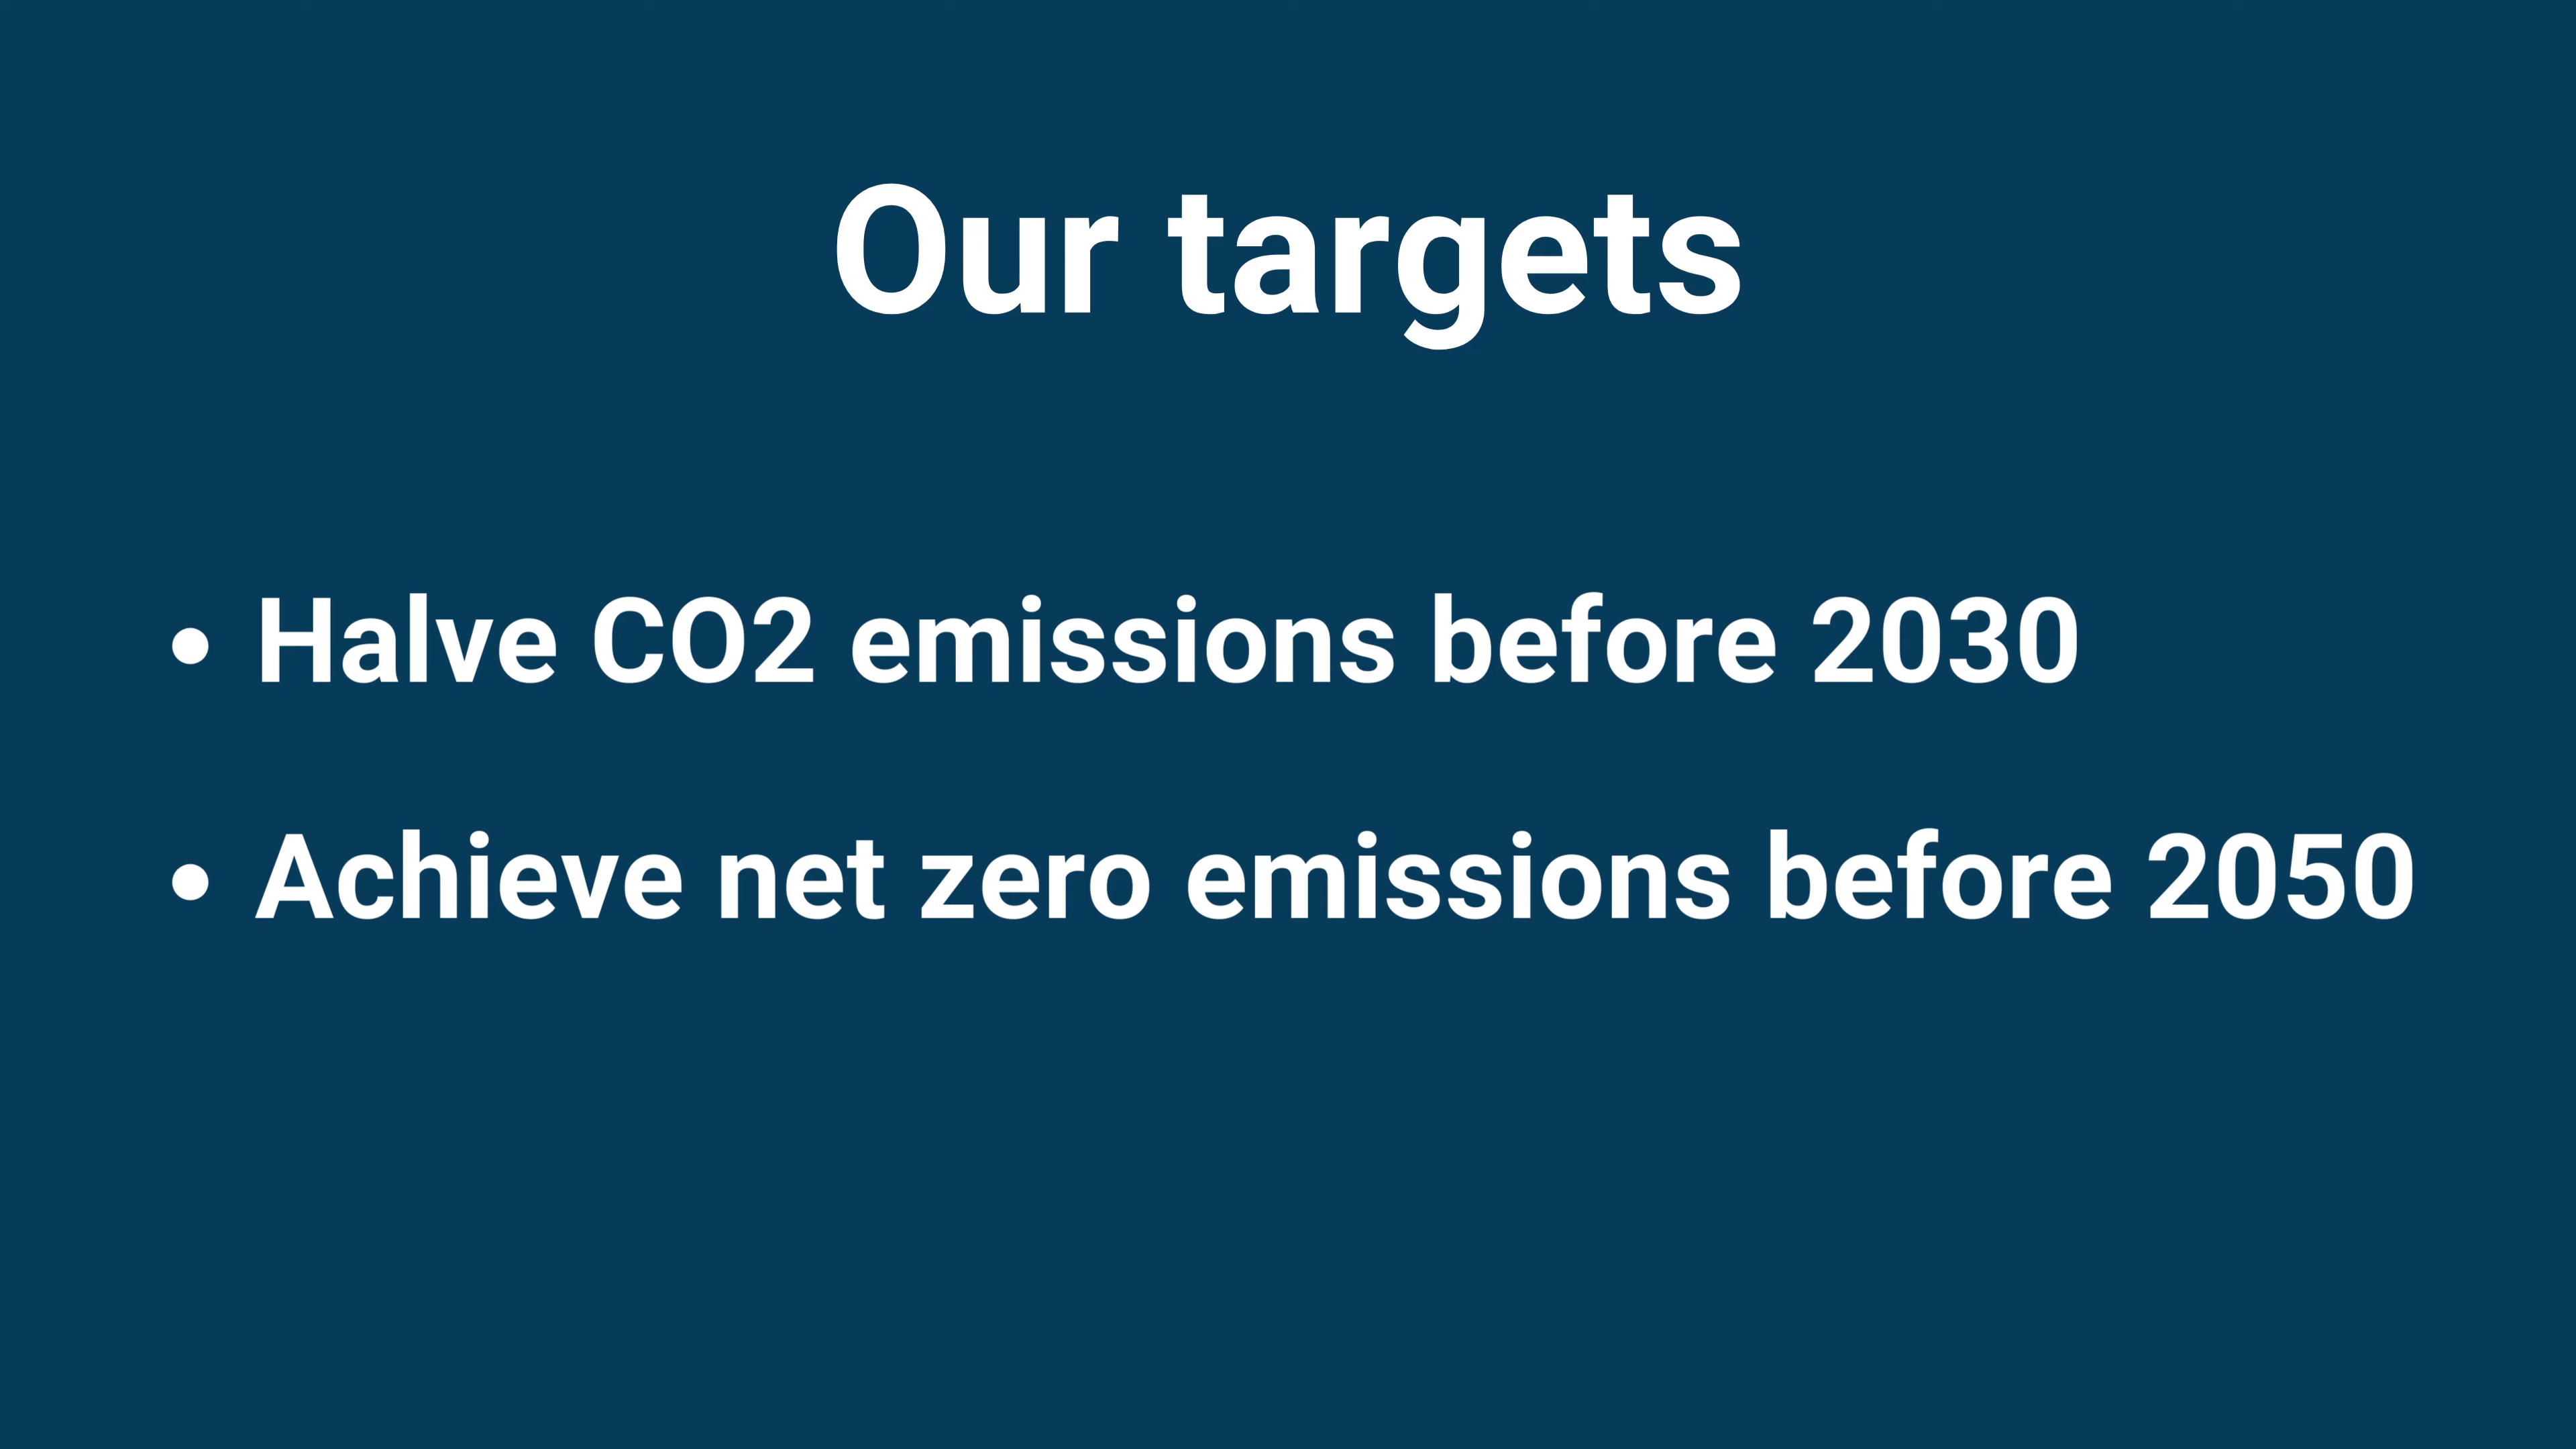 Our targets
• Halve CO2 emissions before 2030
• Achieve net zero emissions before 2050